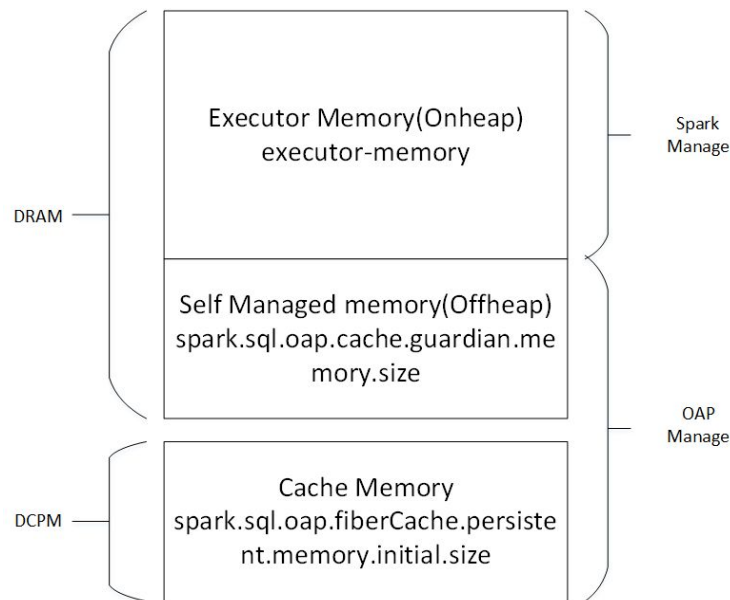 Executor Memory(Onheap)
executor-memory
Spark
Manage
DRAM
Self Managed memory(Offheap)
spark.sql.oap.cache.guardian.me
mory.size
OAP
Manage
Cache Memory
spark.sql.oap.fiberCache.persiste
nt.memory.initial.size
DCPM